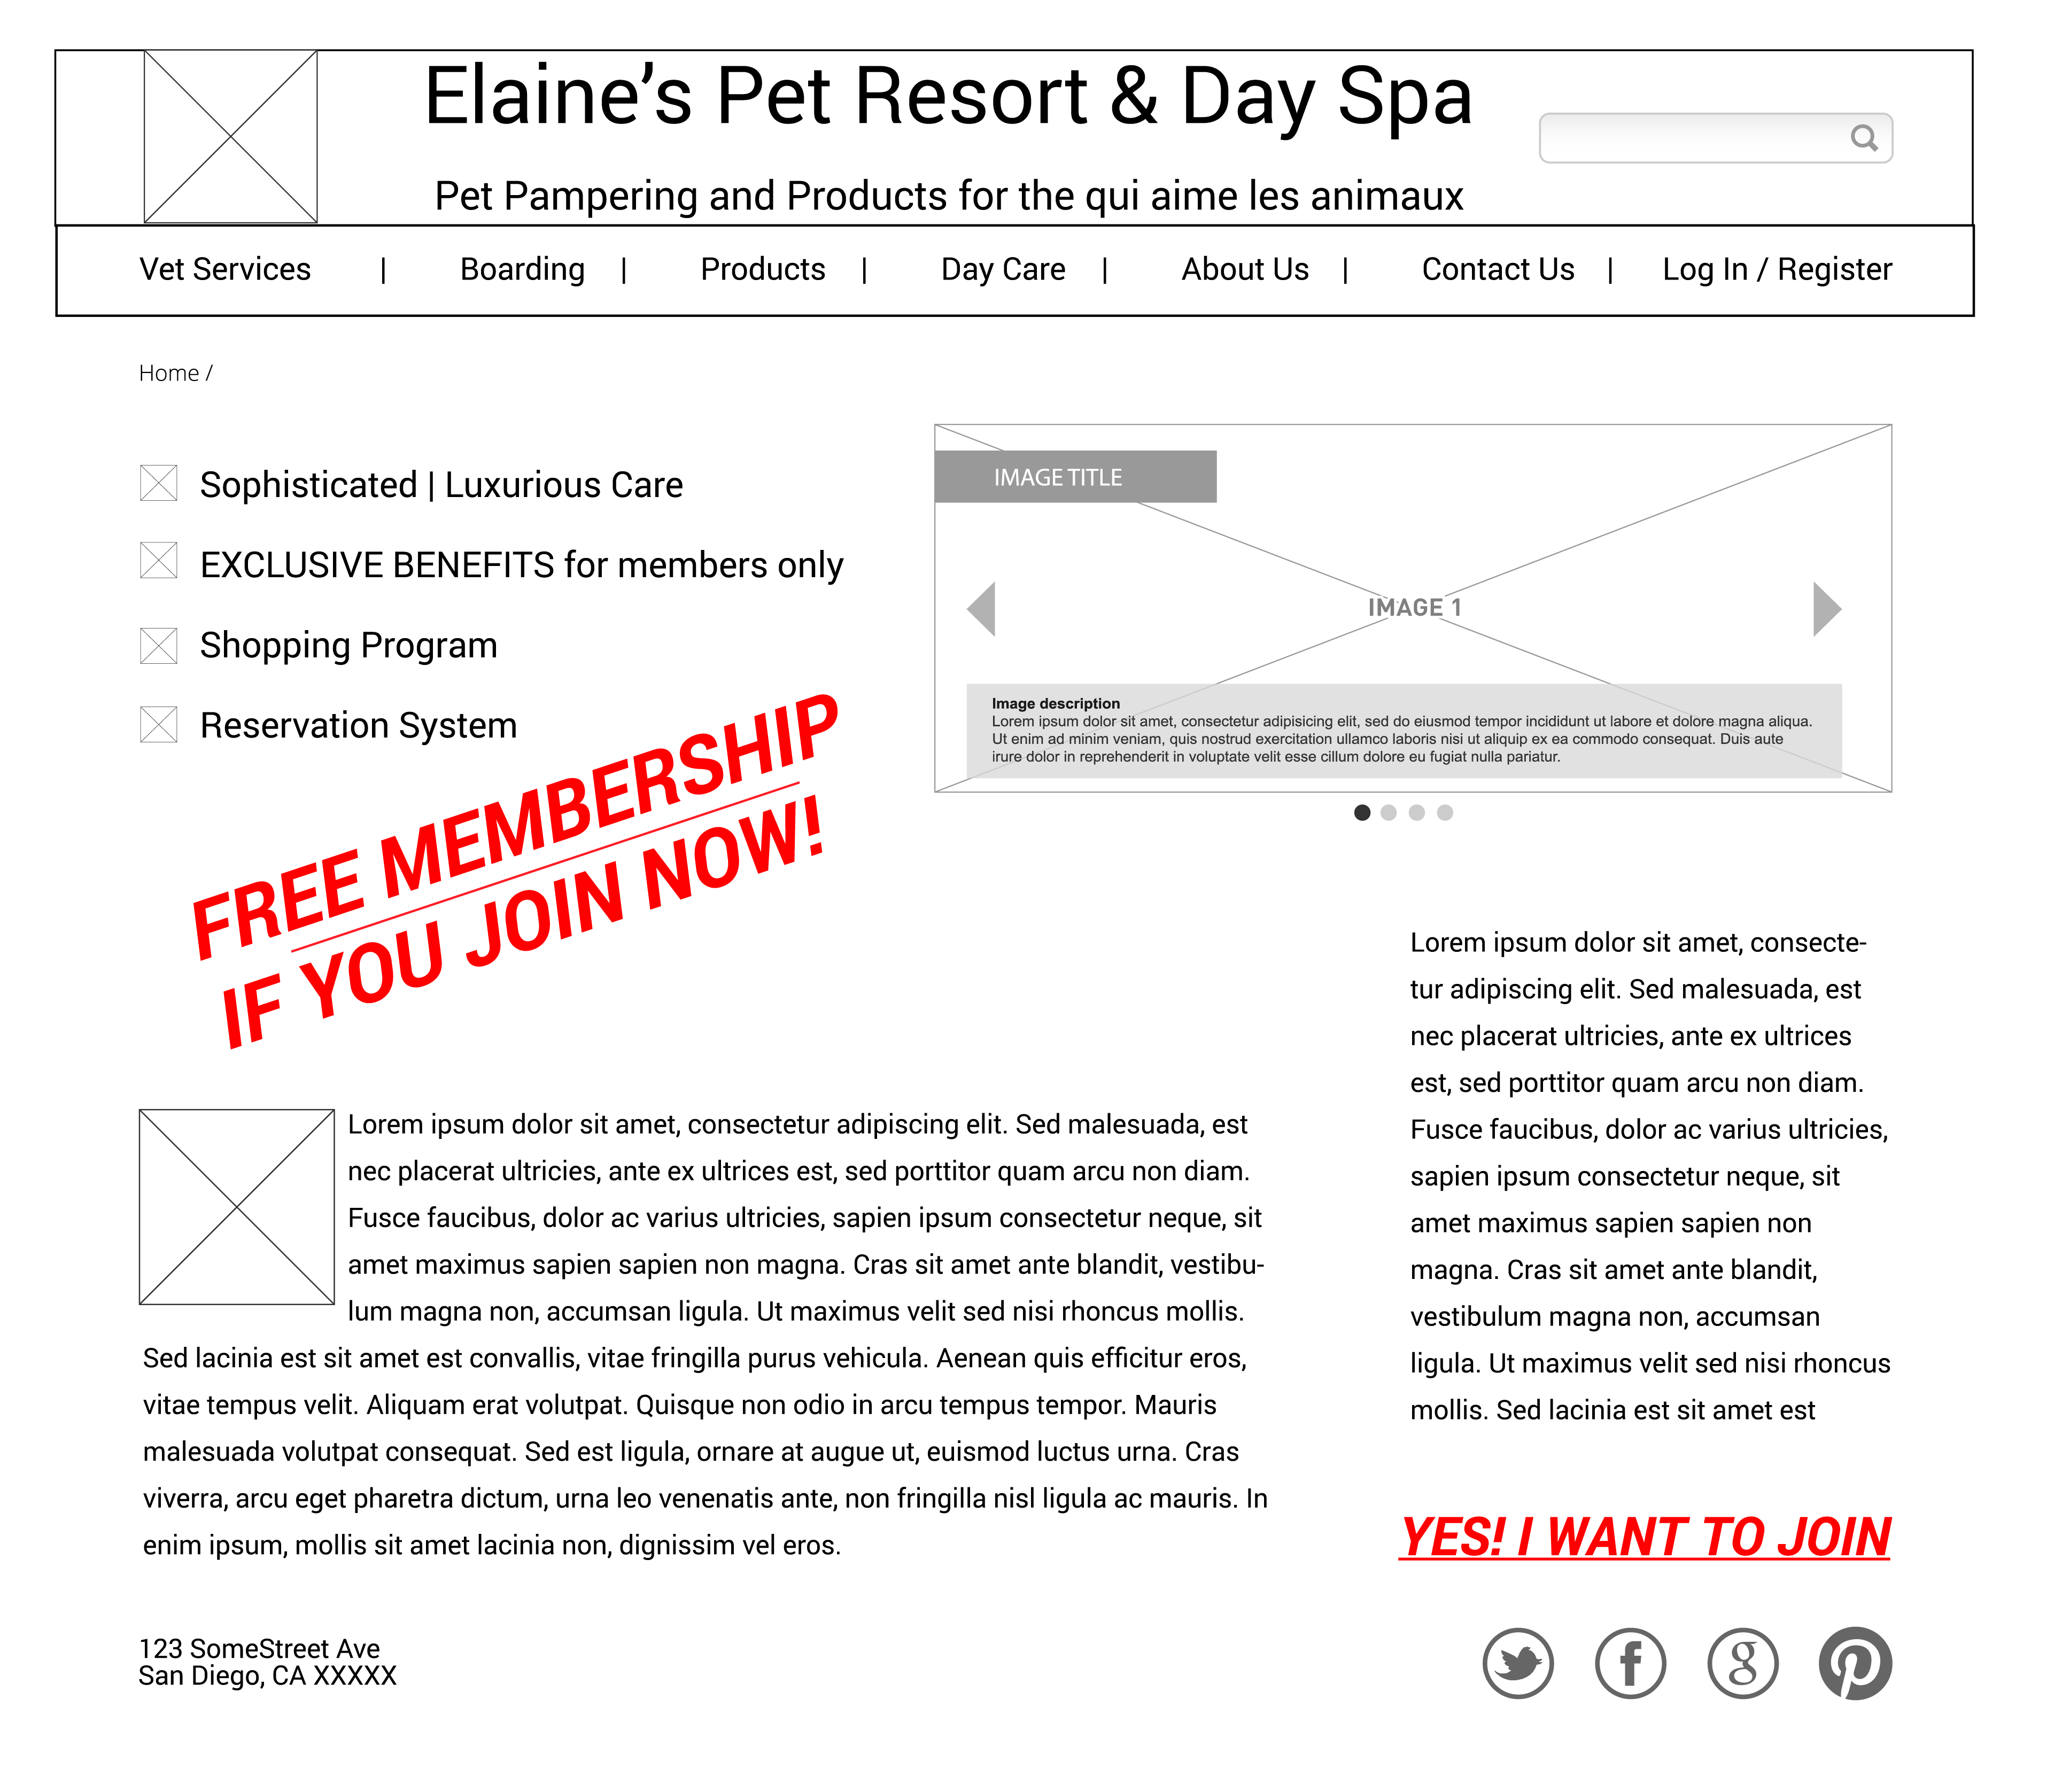 Elaine’s Pet Resort & Day Spa
Pet Pampering and Products for the qui aime les animaux
Vet Services | Boarding | Products | Day Care | About Us | Contact Us | Log In / Register
Home /
Sophisticated | Luxurious Care
EXCLUSIVE BENEFITS for members only
Shopping Program
Reservation System
FREE MEMBERSHIP
IF YOU JOIN NOW!
IMAGE TITLE
IMAGE 1
Image description
Lorem ipsum dolor sit amet, consectetur adipisicing elit, sed do eiusmod tempor incididunt ut labore et dolore magna aliqua.
Ut enim ad minim veniam, quis nostrud exercitation ullamco laboris nisi ut aliquip ex ea commodo consequat. Duis aute
irure dolor in reprehenderit in voluptate velit esse cillum dolore eu fugiat nulla pariatur.
Lorem ipsum dolor sit amet, consectetur adipiscing elit. Sed malesuada, est
nec placerat ultricies, ante ex ultrices est, sed porttitor quam arcu non diam.
Fusce faucibus, dolor ac varius ultricies, sapien ipsum consectetur neque, sit
amet maximus sapien sapien non magna. Cras sit amet ante blandit, vestibu-
lum magna non, accumsan ligula. Ut maximus velit sed nisi rhoncus mollis.
Sed lacinia est sit amet est convallis, vitae fringilla purus vehicula. Aenean quis efficitur eros,
vitae tempus velit. Aliquam erat volutpat. Quisque non odio in arcu tempus tempor. Mauris
malesuada volutpat consequat. Sed est ligula, ornare at augue ut, euismod luctus urna. Cras
viverra, arcu eget pharetra dictum, urna leo venenatis ante, non fringilla nisl ligula ac mauris. In
enim ipsum, mollis sit amet lacinia non, dignissim vel eros.
Lorem ipsum dolor sit amet, consecte-
tur adipiscing elit. Sed malesuada, est
nec placerat ultricies, ante ex ultrices
est, sed porttitor quam arcu non diam.
Fusce faucibus, dolor ac varius ultricies,
sapien ipsum consectetur neque, sit
amet maximus sapien sapien non
magna. Cras sit amet ante blandit,
vestibulum magna non, accumsan
ligula. Ut maximus velit sed nisi rhoncus
mollis. Sed lacinia est sit amet est
YES! I WANT TO JOIN
123 SomeStreet Ave
San Diego, CA XXXXX